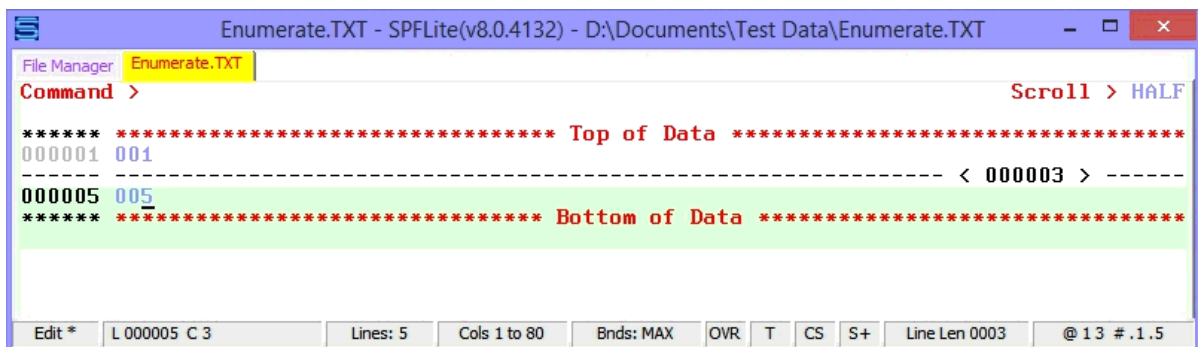 Enumerate.TXT - SPFLite(v8.0.4132) - D:\Documents\Test Data\Enumerate.TXT
File Manager Enumerate.TXT
Command > Scroll > HALF
****** ********************************* Top of Data **********************************
000001 001
------ -------------------------------------------------------------- < 000003 > ------
000005 005
****** ******************************** Bottom of Data ********************************
Edit * L 000005 C 3 Lines: 5 Cols 1 to 80 Bnds: MAX OVR T CS S+ Line Len 0003 @ 1 3 # . 1 . 5